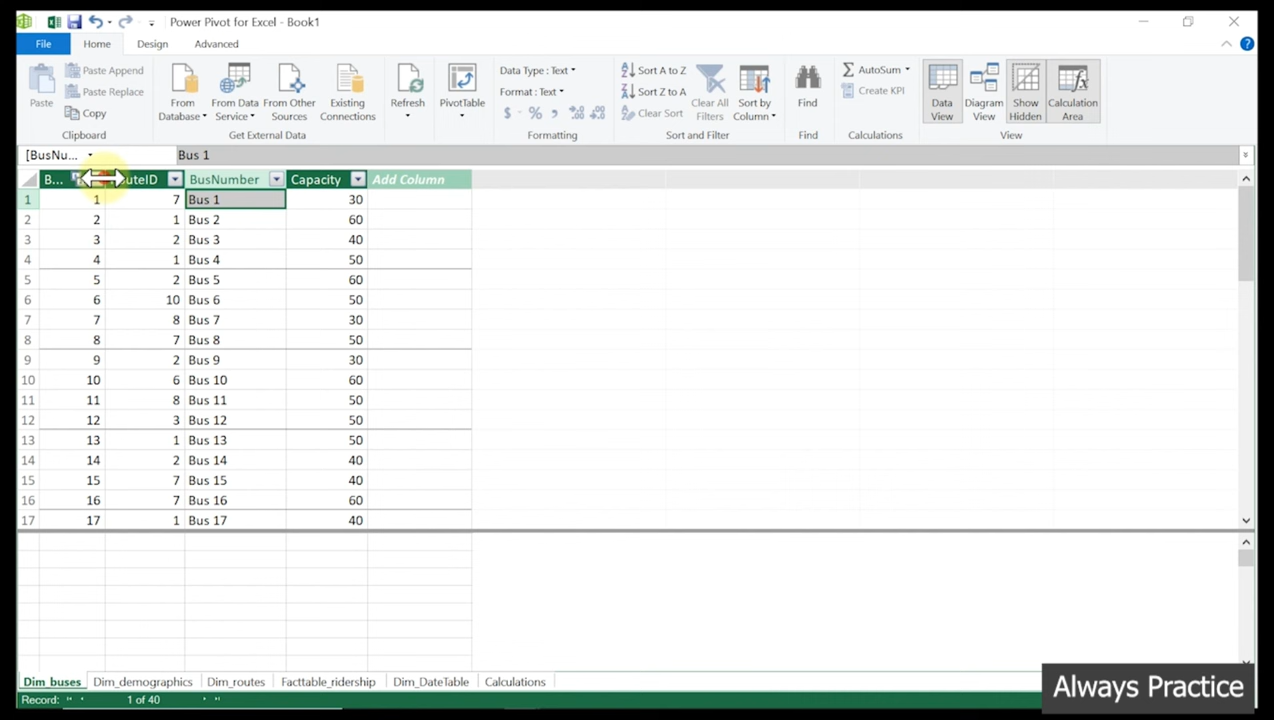 Power Pivot for Excel - Book1
File Home Design Advanced
Paste
Paste Append
Paste Replace
Copy
Clipboard
From Database
From Data Service
From Other Sources
Existing Connections
Get External Data
Refresh
PivotTable
Data Type : Text
Format : Text
$ % ,
Formatting
Sort A to Z
Sort Z to A
Clear Sort
Clear All Filters
Sort by Column
Sort and Filter
Find
Find
AutoSum
Create KPI
Calculations
Data View
Diagram View
Show Hidden
Calculation Area
View
[BusNu... Bus 1
B... uteID BusNumber Capacity Add Column
1 1 7 Bus 1 30
2 2 1 Bus 2 60
3 3 2 Bus 3 40
4 4 1 Bus 4 50
5 5 2 Bus 5 60
6 6 10 Bus 6 50
7 7 8 Bus 7 30
8 8 7 Bus 8 50
9 9 2 Bus 9 30
10 10 6 Bus 10 60
11 11 8 Bus 11 50
12 12 3 Bus 12 50
13 13 1 Bus 13 50
14 14 2 Bus 14 40
15 15 7 Bus 15 40
16 16 7 Bus 16 60
17 17 1 Bus 17 40
Dim_buses Dim_demographics Dim_routes Facttable_ridership Dim_DateTable Calculations
Record: 1 of 40
Always Practice